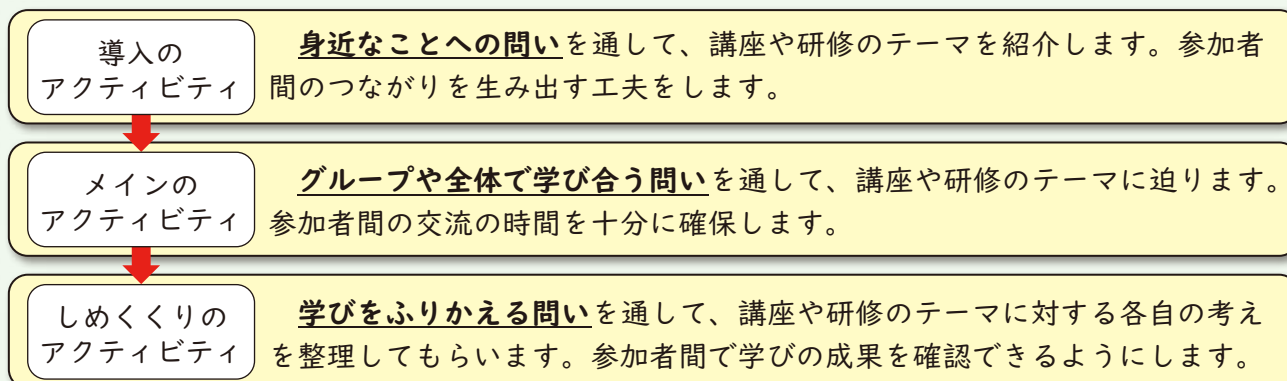 導入の
アクティビティ
身近なことへの問いを通して、講座や研修のテーマを紹介します。参加者
間のつながりを生み出す工夫をします。
メインの
アクティビティ
グループや全体で学び合う問いを通して、講座や研修のテーマに迫ります。
参加者間の交流の時間を十分に確保します。
しめくくりの
アクティビティ
学びをふりかえる問いを通して、講座や研修のテーマに対する各自の考え
を整理してもらいます。参加者間で学びの成果を確認できるようにします。